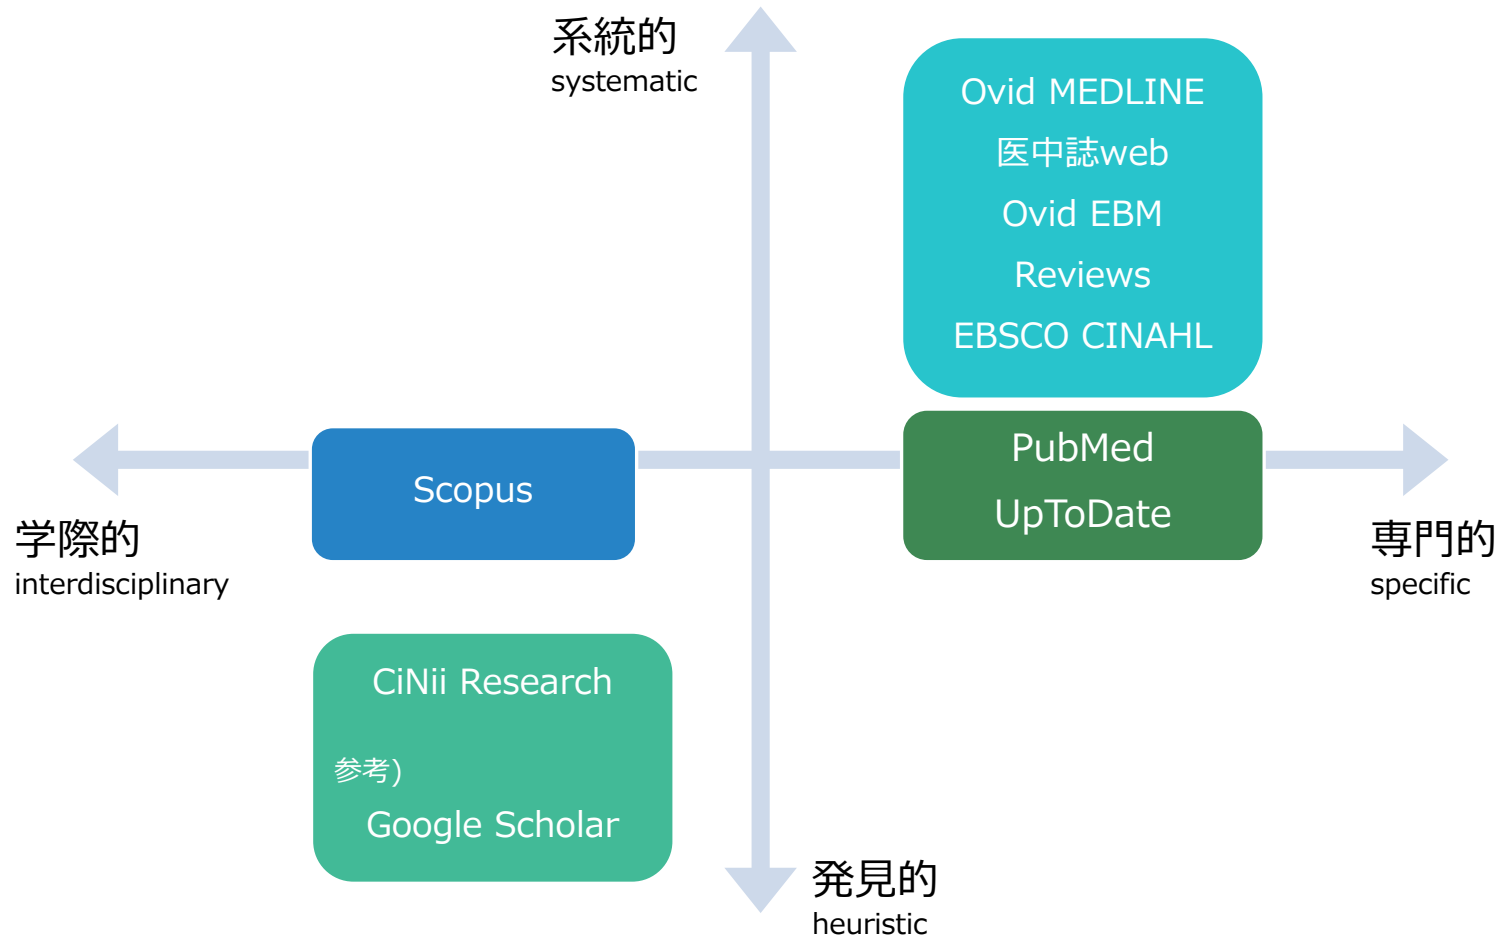 系統的
systematic
Ovid MEDLINE
医中誌web
Ovid EBM
Reviews
EBSCO CINAHL
Scopus
PubMed
UpToDate
学際的
interdisciplinary
専門的
specific
CiNii Research
参考)
Google Scholar
発見的
heuristic